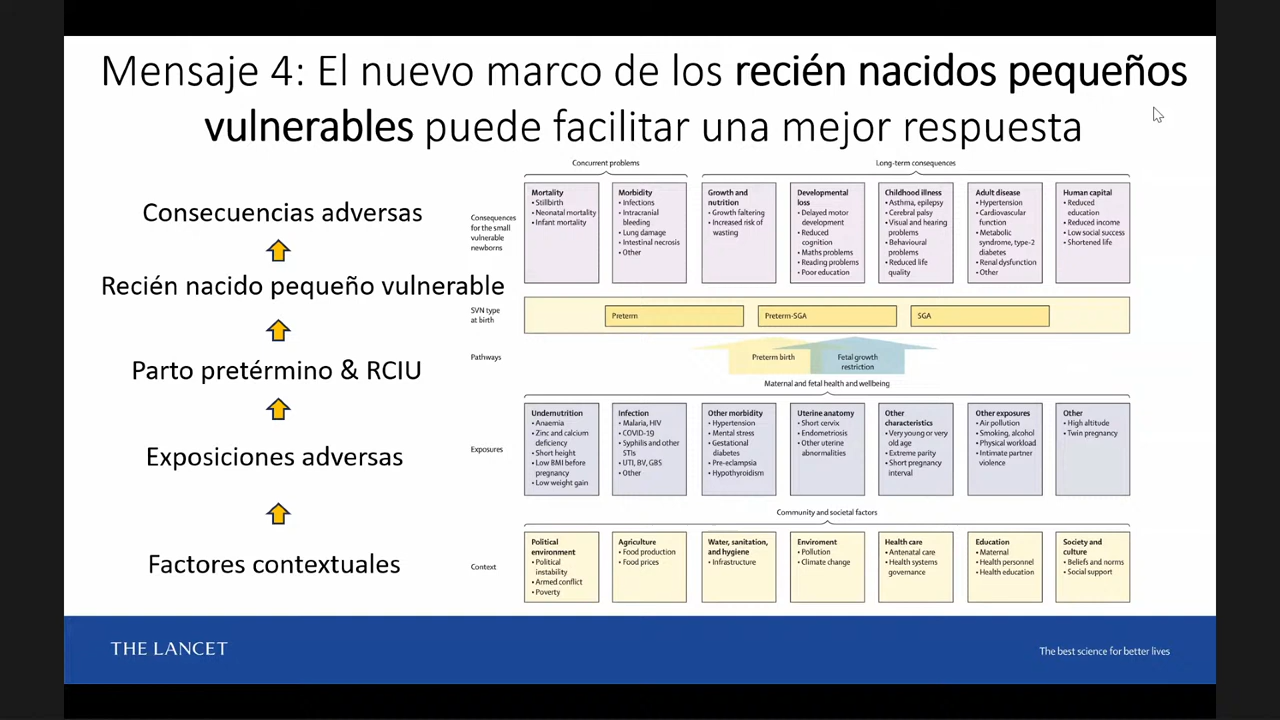 Mensaje 4: El nuevo marco de los recién nacidos pequeños
vulnerables puede facilitar una mejor respuesta
Consecuencias adversas
Recién nacido pequeño vulnerable
Parto pretérmino & RCIU
Exposiciones adversas
Factores contextuales
Concurrent problems
Long-term consequences
Consequences
for the small
vulnerable
newborns
Mortality
• Stillbirth
• Neonatal mortality
• Infant mortality
Morbidity
• Infections
• Intracranial
bleeding
• Lung damage
• Intestinal necrosis
• Other
Growth and
nutrition
• Growth faltering
• Increased risk of
wasting
Developmental
loss
• Delayed motor
development
• Reduced
cognition
• Maths problems
• Reading problems
• Poor education
Childhood illness
• Asthma, epilepsy
• Cerebral palsy
• Visual and hearing
problems
• Behavioural
problems
• Reduced life
quality
Adult disease
• Hypertension
• Cardiovascular
function
• Metabolic
syndrome, type-2
diabetes
• Renal dysfunction
• Other
Human capital
• Reduced
education
• Reduced income
• Low social success
• Shortened life
SVN type
at birth
Preterm
Preterm-SGA
SGA
Pathways
Preterm birth
Fetal growth
restriction
Maternal and fetal health and wellbeing
Exposures
Undernutrition
• Anaemia
• Zinc and calcium
deficiency
• Short height
• Low BMI before
pregnancy
• Low weight gain
Infection
• Malaria, HIV
• COVID-19
• Syphilis and other
STIs
• UTI, BV, GBS
• Other
Other morbidity
• Hypertension
• Mental stress
• Gestational
diabetes
• Pre-eclampsia
• Hypothyroidism
Uterine anatomy
• Short cervix
• Endometriosis
• Other uterine
abnormalities
Other
characteristics
• Very young or very
old age
• Extreme parity
• Short pregnancy
interval
Other exposures
• Air pollution
• Smoking, alcohol
• Physical workload
• Intimate partner
violence
Other
• High altitude
• Twin pregnancy
Community and societal factors
Context
Political
environment
• Political
instability
• Armed conflict
• Poverty
Agriculture
• Food production
• Food prices
Water, sanitation,
and hygiene
• Infrastructure
Enviroment
• Pollution
• Climate change
Health care
• Antenatal care
• Health systems
governance
Education
• Maternal
• Health personnel
• Health education
Society and
culture
• Beliefs and norms
• Social support
THE LANCET
The best science for better lives